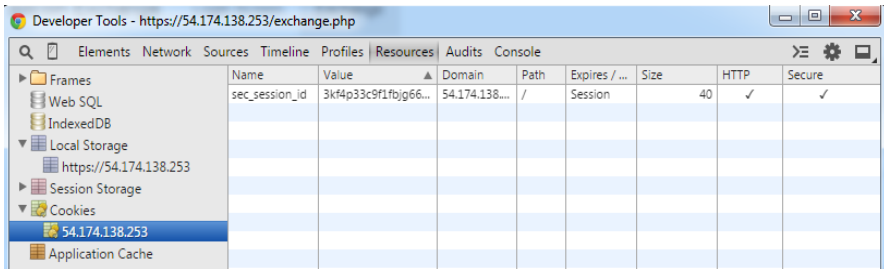 Developer Tools - https://54.174.138.253/exchange.php
Elements Network Sources Timeline Profiles Resources Audits Console
Frames
Web SQL
IndexedDB
Local Storage
https://54.174.138.253
Session Storage
Cookies
54.174.138.253
Application Cache
Name Value Domain Path Expires / ... Size HTTP Secure
sec_session_id 3kf4p33c9f1fbjg66... 54.174.138.... / Session 40 ✓ ✓